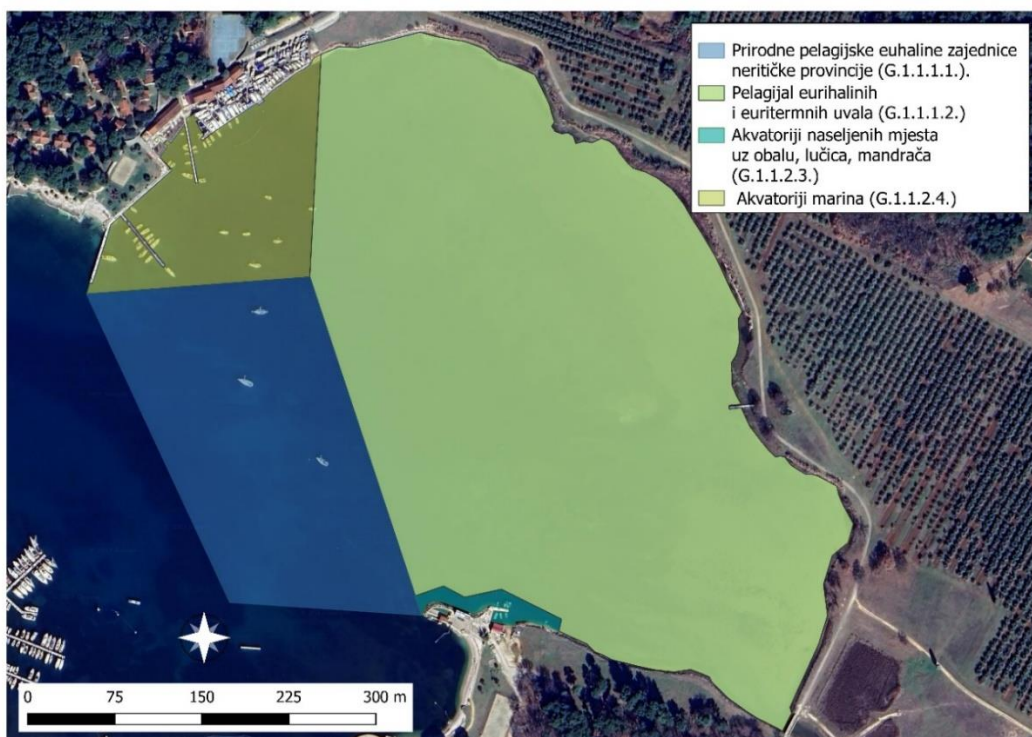 Prirodne pelagijske euhaline zajednice
neritičke provincije (G.1.1.1.1.).
Pelagijal eurihalinih
i euritermnih uvala (G.1.1.1.2.)
Akvatoriji naseljenih mjesta
uz obalu, lučica, mandrača
(G.1.1.2.3.)
Akvatoriji marina (G.1.1.2.4.)
0 75 150 225 300 m